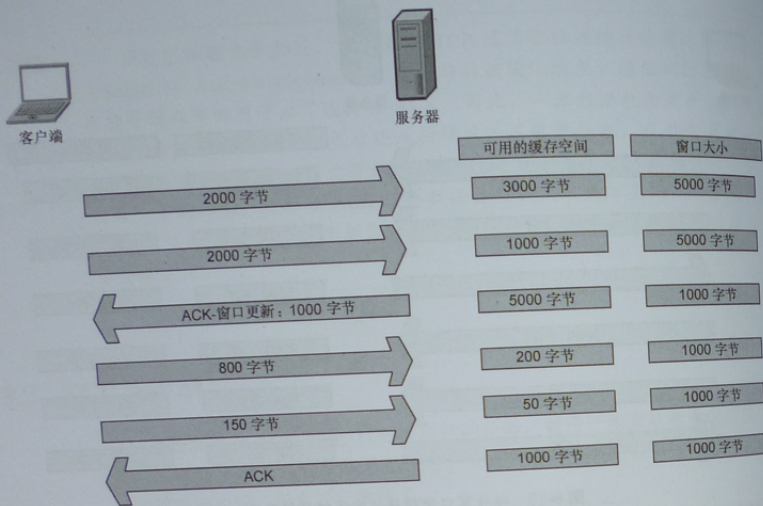 客户端
服务器
可用的缓存空间 窗口大小
2000 字节 3000 字节 5000 字节
2000 字节 1000 字节 5000 字节
ACK-窗口更新：1000 字节 5000 字节 1000 字节
800 字节 200 字节 1000 字节
150 字节 50 字节 1000 字节
ACK 1000 字节 1000 字节